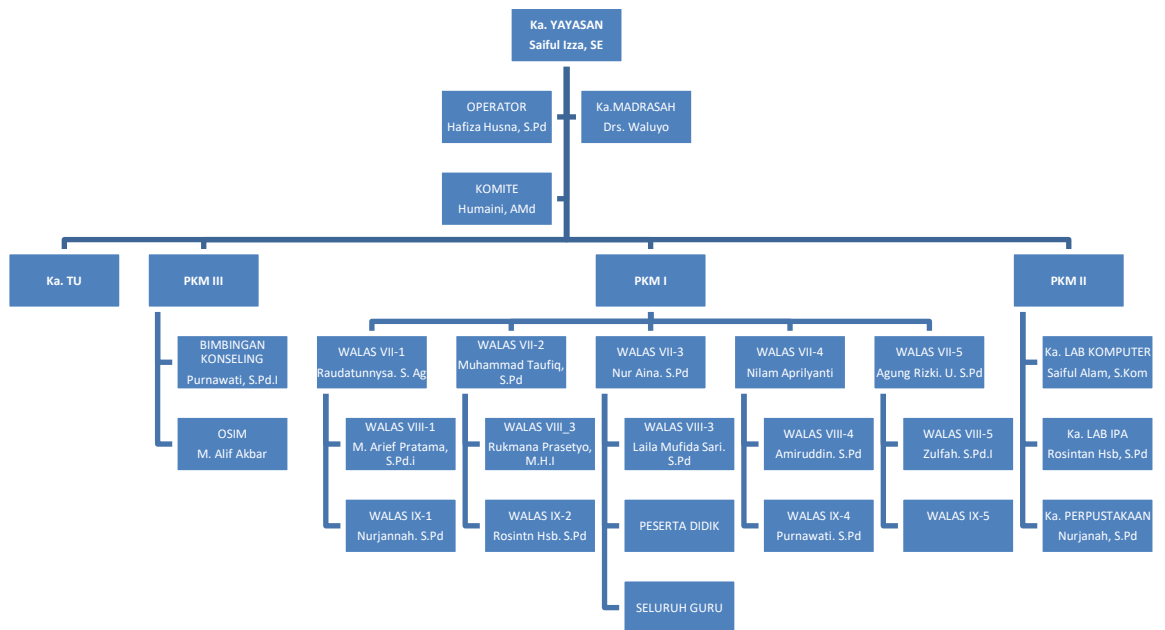 Ka. YAYASAN
Saiful Izza, SE
OPERATOR
Hafiza Husna, S.Pd
Ka.MADRASAH
Drs. Waluyo
KOMITE
Humaini, AMd
Ka. TU
PKM III
PKM I
PKM II
BIMBINGAN
KONSELING
Purnawati, S.Pd.I
OSIM
M. Alif Akbar
WALAS VII-1
Raudatunnysa. S. Ag
WALAS VIII-1
M. Arief Pratama,
S.Pd.i
WALAS IX-1
Nurjannah. S.Pd
WALAS VII-2
Muhammad Taufiq,
S.Pd
WALAS VIII_3
Rukmana Prasetyo,
M.H.I
WALAS IX-2
Rosintn Hsb. S.Pd
WALAS VII-3
Nur Aina. S.Pd
WALAS VIII-3
Laila Mufida Sari.
S.Pd
PESERTA DIDIK
SELURUH GURU
WALAS VII-4
Nilam Aprilyanti
WALAS VIII-4
Amiruddin. S.Pd
WALAS IX-4
Purnawati. S.Pd
WALAS VII-5
Agung Rizki. U. S.Pd
WALAS VIII-5
Zulfah. S.Pd.I
WALAS IX-5
Ka. LAB KOMPUTER
Saiful Alam, S.Kom
Ka. LAB IPA
Rosintan Hsb, S.Pd
Ka. PERPUSTAKAAN
Nurjanah, S.Pd